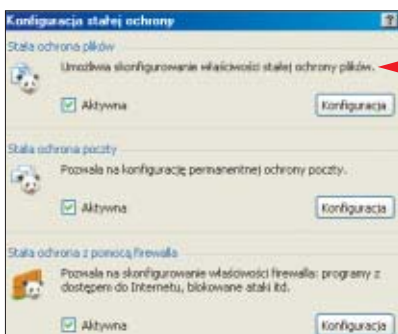 Konfiguracja stałej ochrony
Stała ochrona plików
Umożliwia skonfigurowanie właściwości stałej ochrony plików.
Aktywna
Konfiguracja
Stała ochrona poczty
Pozwala na konfigurację permanentnej ochrony poczty.
Aktywna
Konfiguracja
Stała ochrona z pomocą firewalla
Pozwala na skonfigurowanie właściwości firewalla: programy z
dostępem do Internetu, blokowane ataki itd.
Aktywna
Konfiguracja